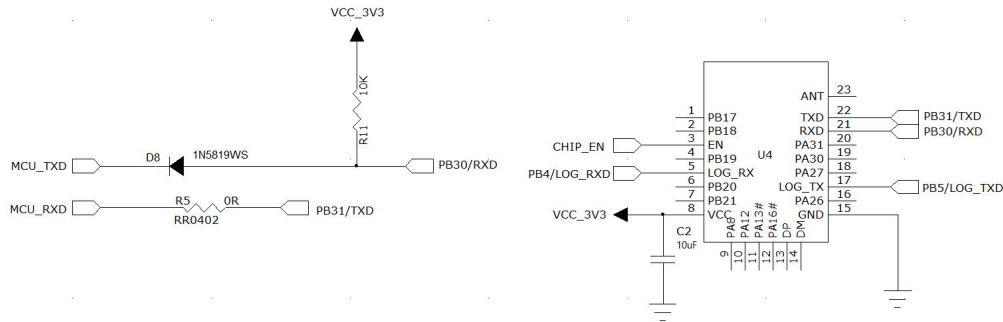 VCC_3V3
10K
R11
D8 1N5819WS
MCU_TXD
PB30/RXD
R5 0R
MCU_RXD
PB31/TXD
RR0402
ANT 23
1 PB17
TXD 22 PB31/TXD
2 PB18
RXD 21 PB30/RXD
CHIP_EN 3 EN
PA31 20
4 PB19
U4
PA30 19
PB4/LOG_RXD 5 LOG_RX
PA27 18
6 PB20
LOG_TX 17 PB5/LOG_TXD
7 PB21
PA26 16
VCC_3V3 8 VCC
GND 15
PA8 PA12 PA13# PA16# DP DM
9 10 11 12 13 14
C2
10uF